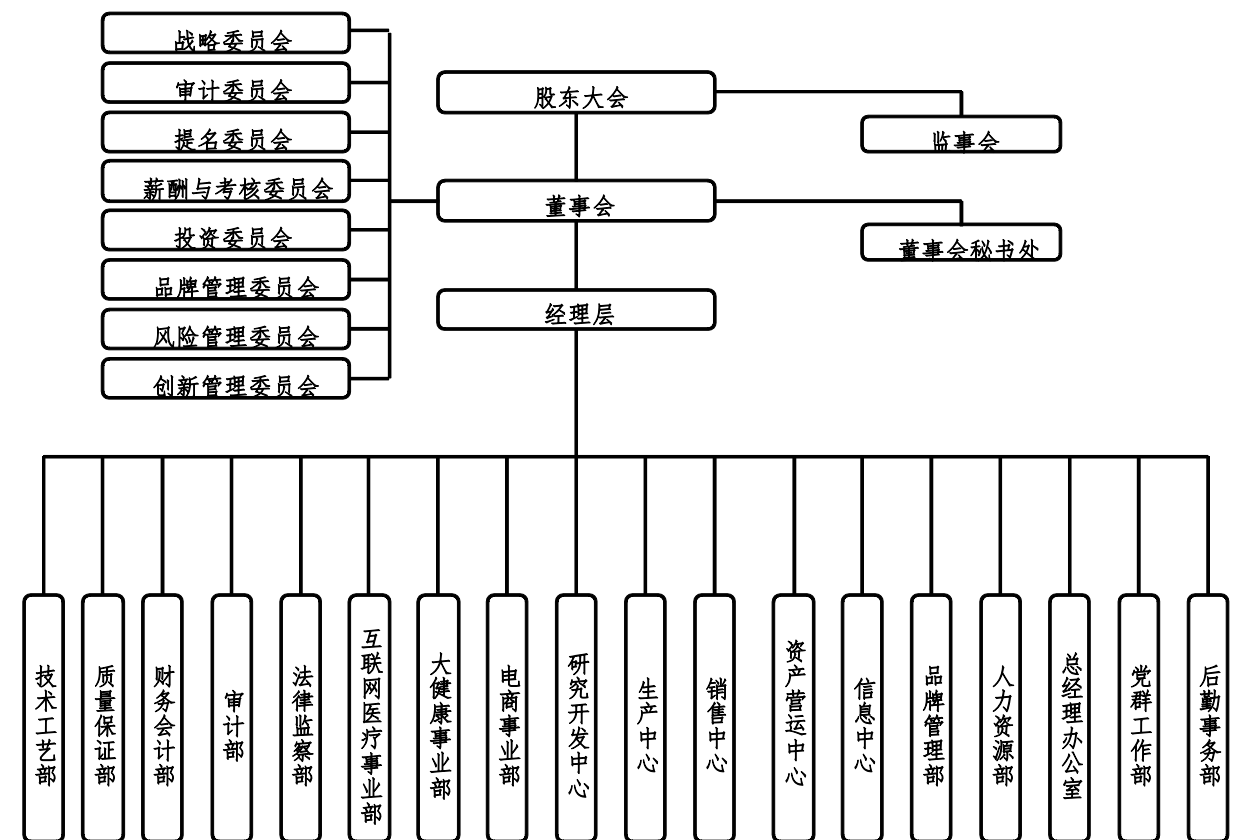 战略委员会
审计委员会
提名委员会
薪酬与考核委员会
投资委员会
品牌管理委员会
风险管理委员会
创新管理委员会
股东大会
监事会
董事会
董事会秘书处
经理层
技术工艺部
质量保证部
财务会计部
审计部
法律监察部
互联网医疗事业部
大健康事业部
电商事业部
研究开发中心
生产中心
销售中心
资产营运中心
信息中心
品牌管理部
人力资源部
总经理办公室
党群工作部
后勤事务部